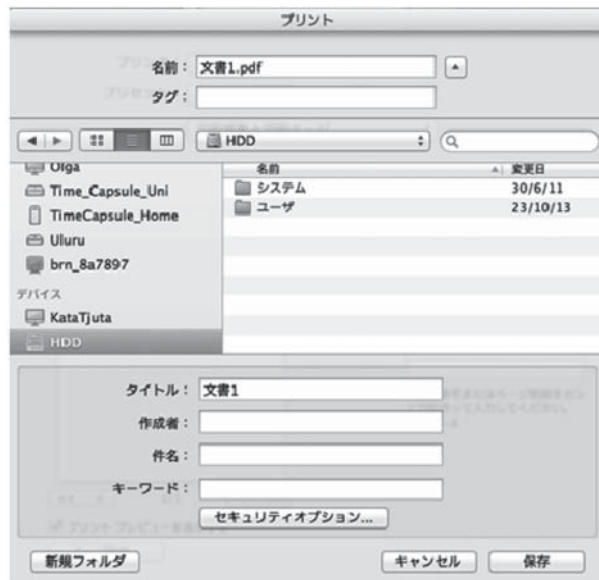 プリント
名前：文書1.pdf
タグ：
HDD
Olga
Time_Capsule_Uni
TimeCapsule_Home
Uluru
brn_8a7897
デバイス
KataTjuta
HDD
名前 変更日
システム 30/6/11
ユーザ 23/10/13
タイトル：文書1
作成者：
件名：
キーワード：
セキュリティオプション...
新規フォルダ キャンセル 保存